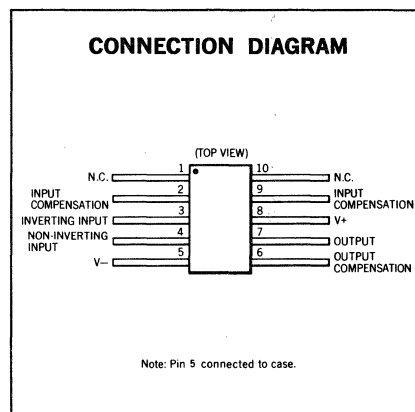 CONNECTION DIAGRAM
(TOP VIEW)
N.C. 1 10 N.C.
INPUT COMPENSATION 2 9 INPUT COMPENSATION
INVERTING INPUT 3 8 V+
NON-INVERTING INPUT 4 7 OUTPUT
V– 5 6 OUTPUT COMPENSATION
Note: Pin 5 connected to case.